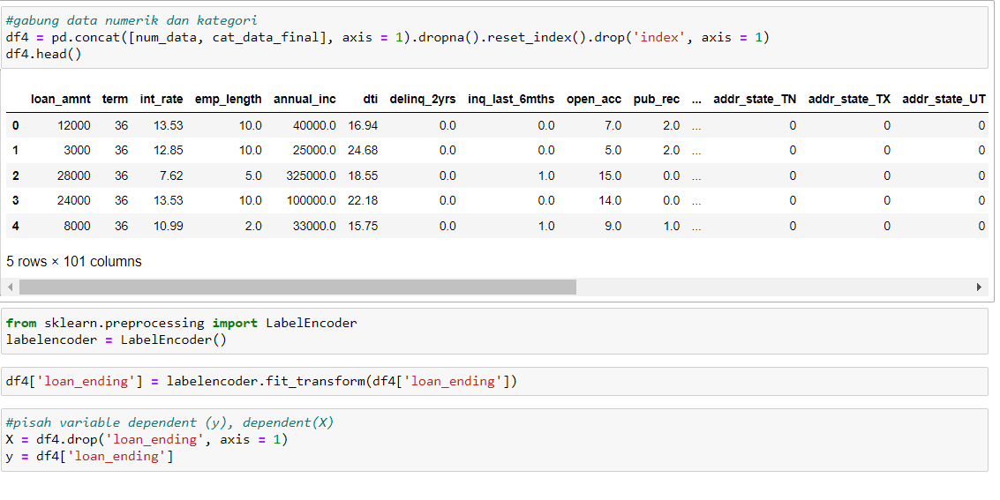 #gabung data numerik dan kategori
df4 = pd.concat([num_data, cat_data_final], axis = 1).dropna().reset_index().drop('index', axis = 1)
df4.head()
loan_amnt term int_rate emp_length annual_inc dti delinq_2yrs inq_last_6mths open_acc pub_rec ... addr_state_TN addr_state_TX addr_state_UT
0 12000 36 13.53 10.0 40000.0 16.94 0.0 0.0 7.0 2.0 ... 0 0 0
1 3000 36 12.85 10.0 25000.0 24.68 0.0 0.0 5.0 2.0 ... 0 0 0
2 28000 36 7.62 5.0 325000.0 18.55 0.0 1.0 15.0 0.0 ... 0 0 0
3 24000 36 13.53 10.0 100000.0 22.18 0.0 0.0 14.0 0.0 ... 0 0 0
4 8000 36 10.99 2.0 33000.0 15.75 0.0 1.0 9.0 1.0 ... 0 0 0
5 rows × 101 columns
from sklearn.preprocessing import LabelEncoder
labelencoder = LabelEncoder()
df4['loan_ending'] = labelencoder.fit_transform(df4['loan_ending'])
#pisah variable dependent (y), dependent(X)
X = df4.drop('loan_ending', axis = 1)
y = df4['loan_ending']